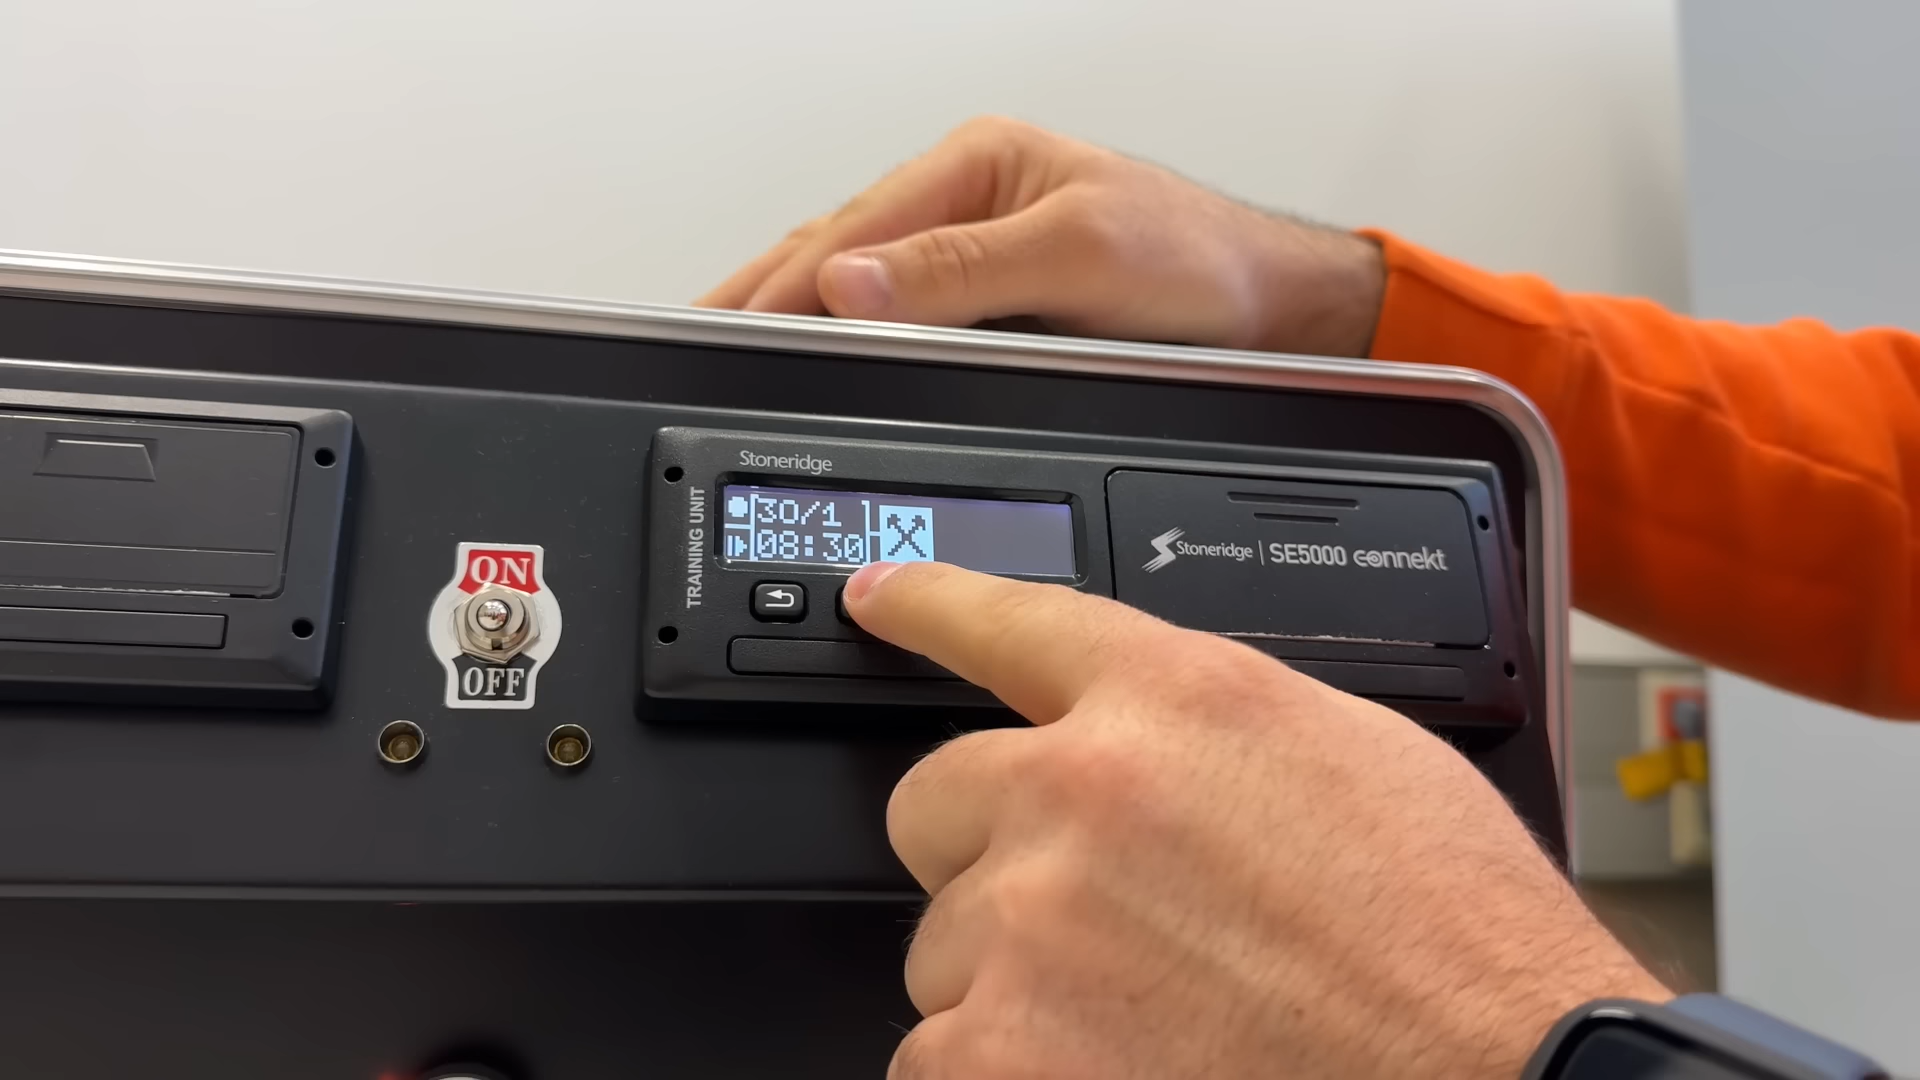 Stoneridge
TRAINING UNIT
30/1
08:30
Stoneridge | SE5000 connekt
ON
OFF